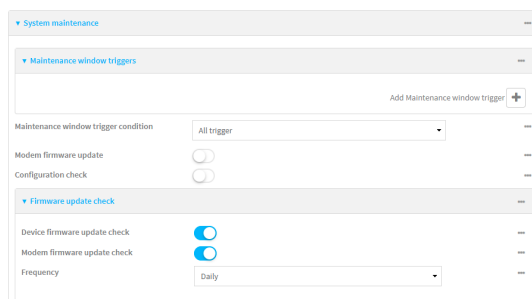 System maintenance
Maintenance window triggers
Add Maintenance window trigger
Maintenance window trigger condition
All trigger
Modem firmware update
Configuration check
Firmware update check
Device firmware update check
Modem firmware update check
Frequency
Daily